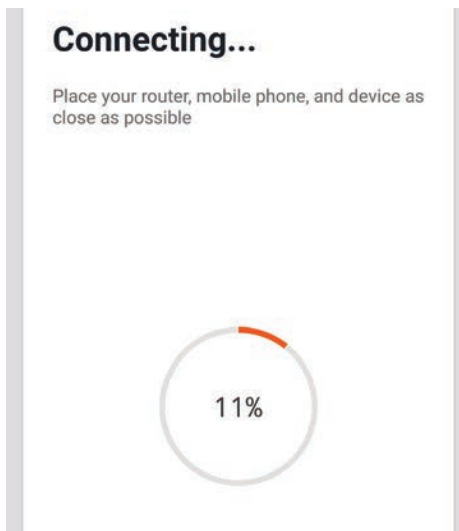 Connecting...
Place your router, mobile phone, and device as
close as possible
11%